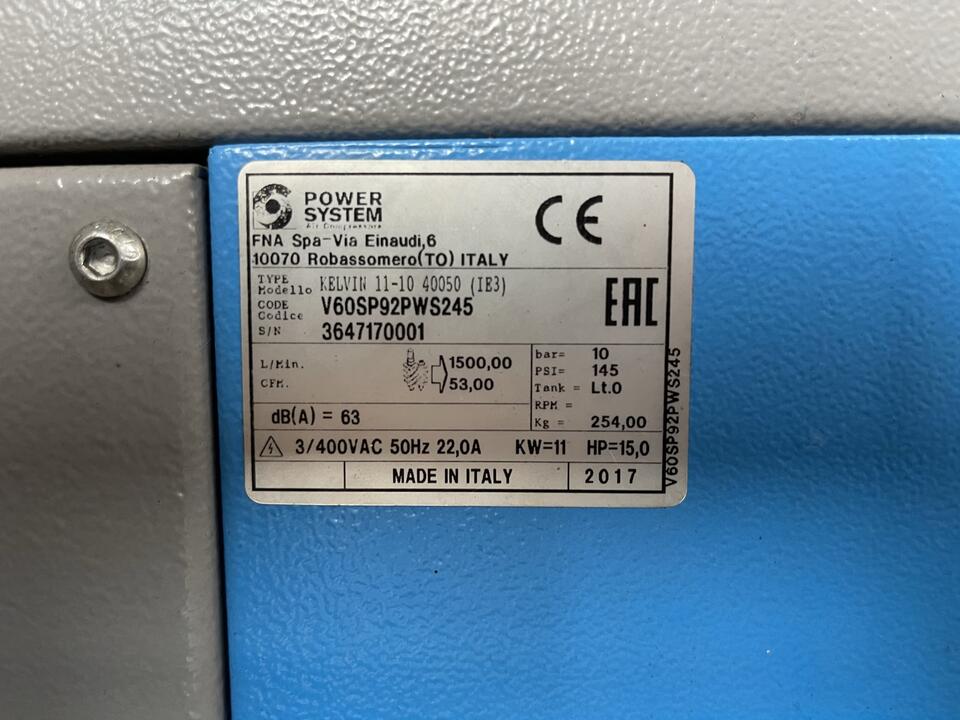 POWER
SYSTEM
Air Compressors
CE
FNA Spa-Via Einaudi,6
10070 Robassomero(TO) ITALY
TYPE
Modello KELVIN 11-10 40050 (IE3)
EAC
CODE
Codice V60SP92PWS245
S/N 3647170001
L/Min. 1500,00
CFM. 53,00
bar= 10
PSI= 145
Tank = Lt.0
RPM =
Kg = 254,00
dB(A) = 63
3/400VAC 50Hz 22,0A KW=11 HP=15,0
MADE IN ITALY 2017
V60SP92PWS245